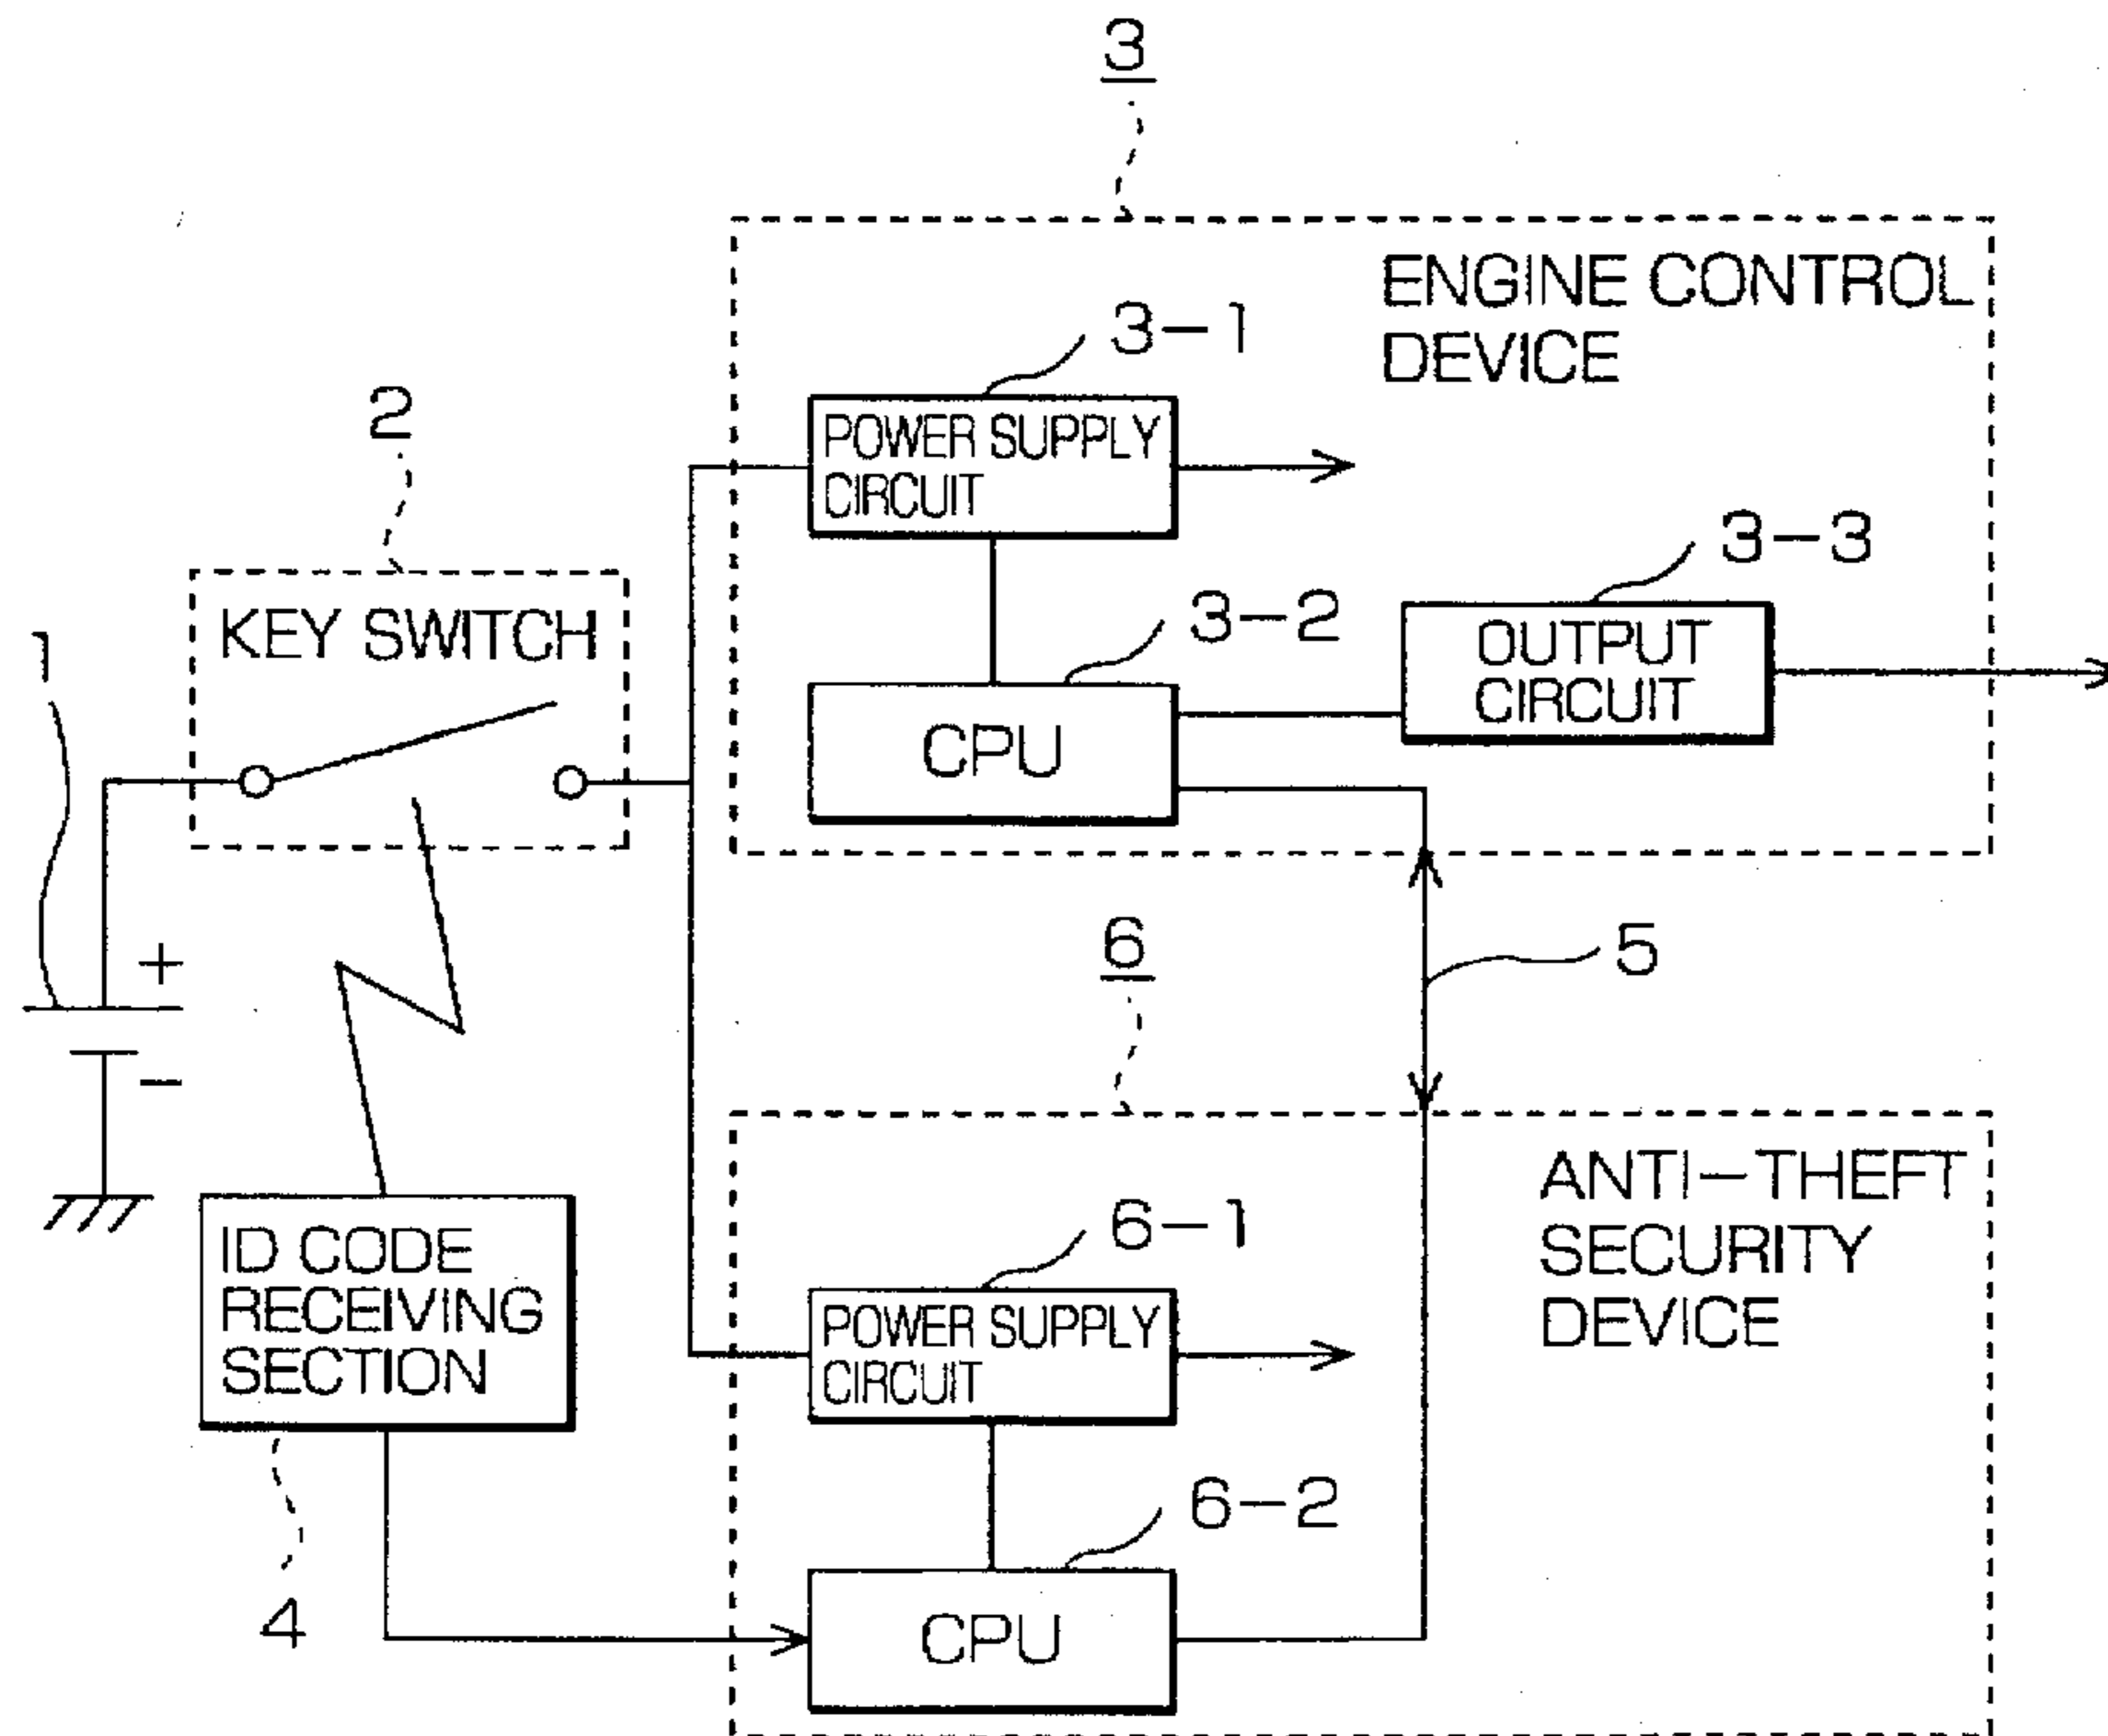 3
ENGINE CONTROL
DEVICE
3-1
POWER SUPPLY
CIRCUIT
2
3-3
KEY SWITCH
3-2
OUTPUT
CIRCUIT
1
CPU
+
-
6
5
ANTI-THEFT
SECURITY
DEVICE
ID CODE
RECEIVING
SECTION
6-1
POWER SUPPLY
CIRCUIT
6-2
4
CPU